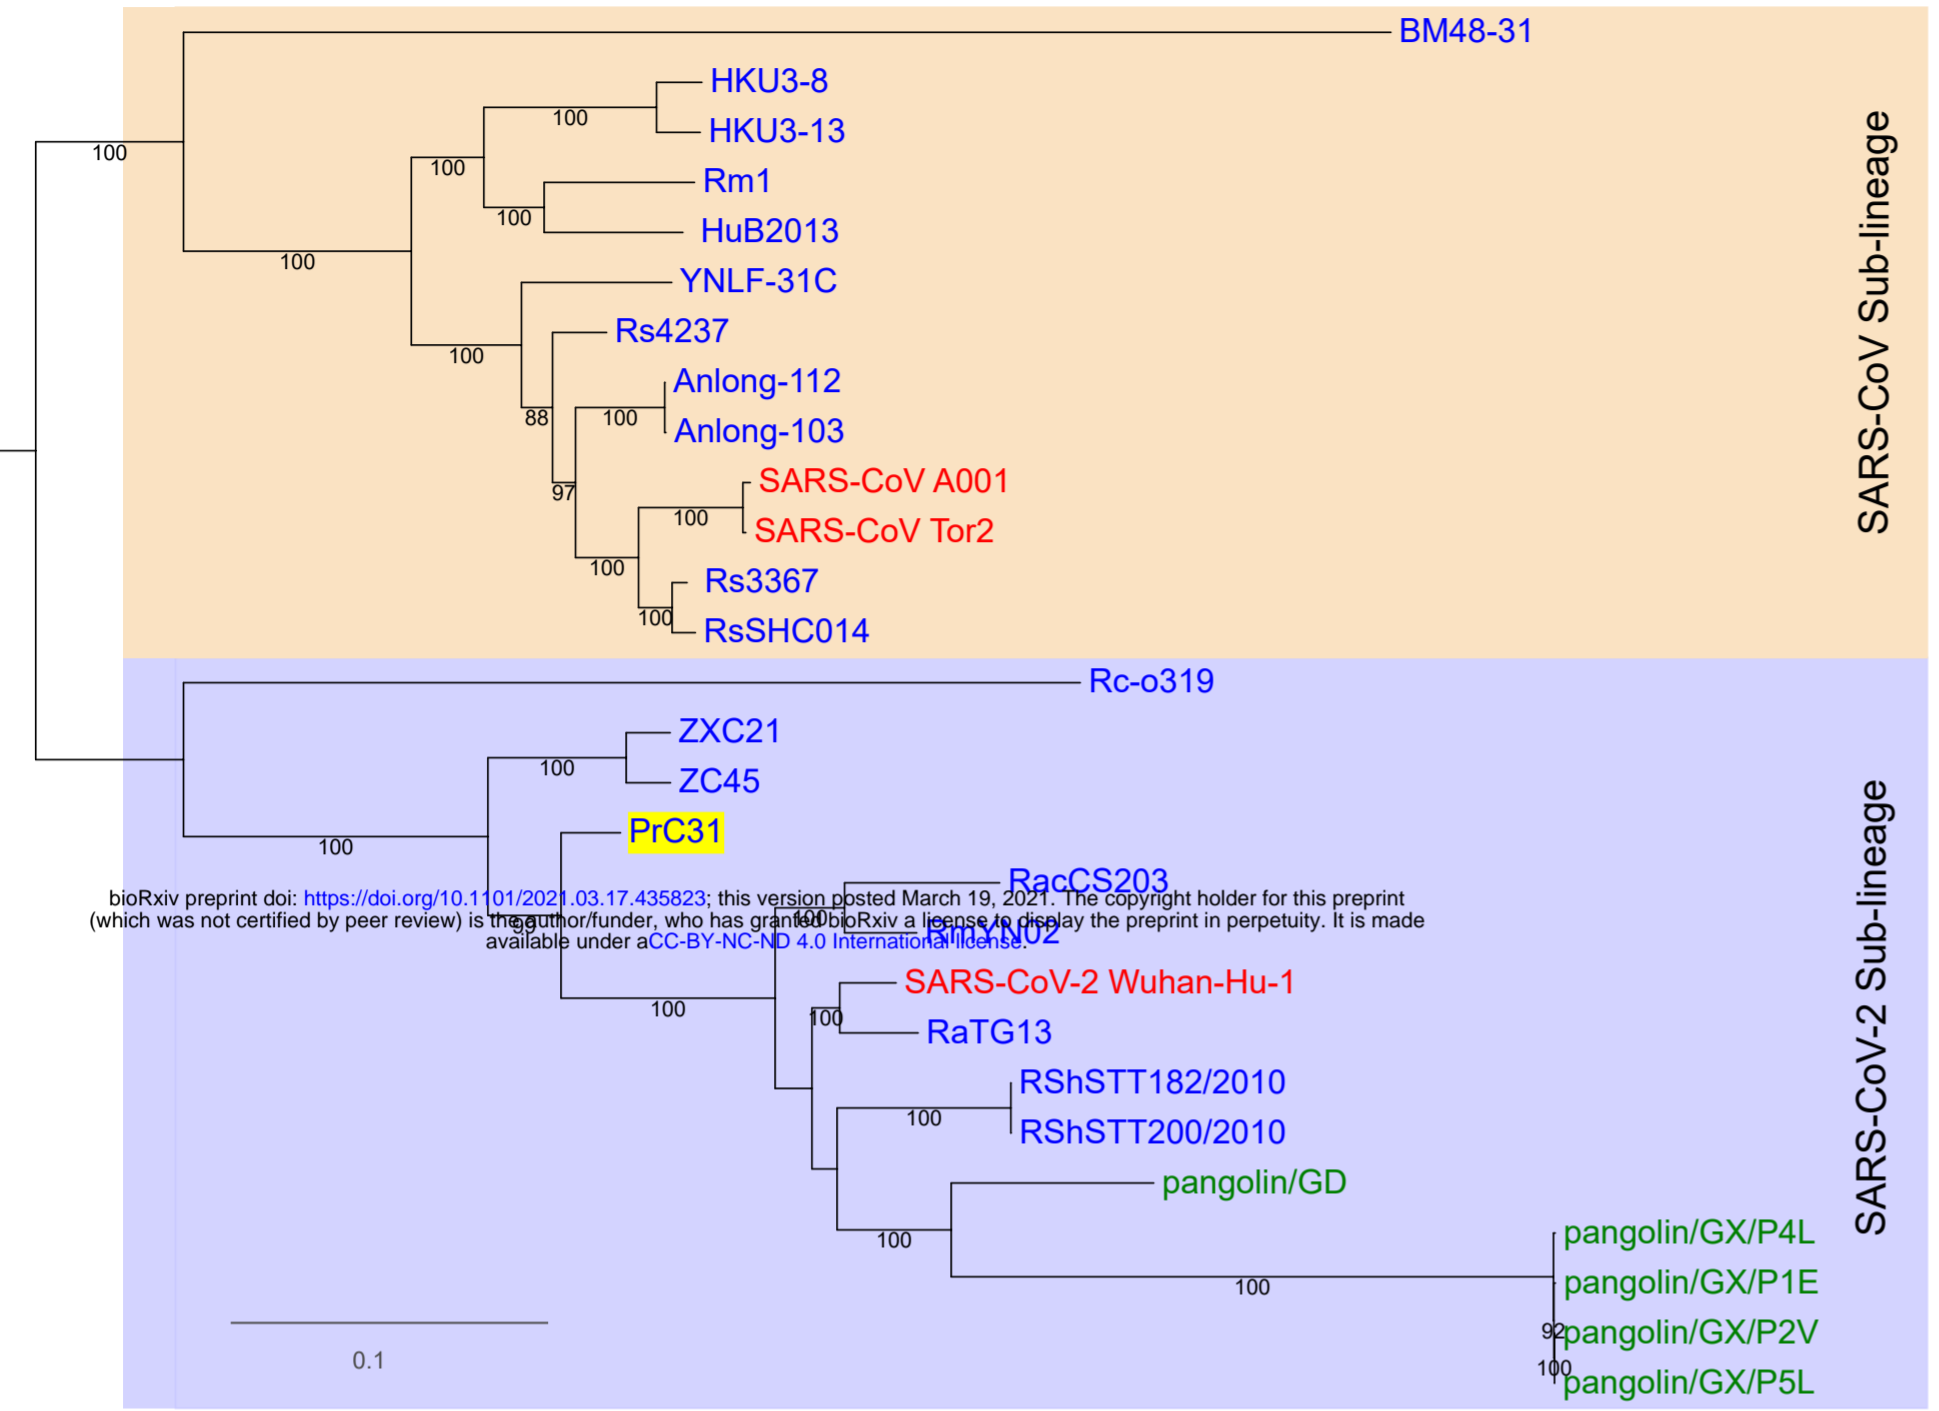 BM48-31
HKU3-8
100
HKU3-13
100
100
Rm1
100
HuB2013
100
YNLF-31C
Rs4237
100
Anlong-112
88
100
Anlong-103
SARS-CoV A001
97
100
SARS-CoV Tor2
100
Rs3367
100
RsSHC014
SARS-CoV Sub-lineage
Rc-o319
ZXC21
100
ZC45
PrC31
100
RacCS203
bioRxiv preprint doi: https://doi.org/10.1101/2021.03.17.435823; this version posted March 19, 2021. The copyright holder for this preprint
(which was not certified by peer review) is the author/funder, who has granted bioRxiv a license to display the preprint in perpetuity. It is made
99
100
RmYN02
available under aCC-BY-NC-ND 4.0 International license.
SARS-CoV-2 Wuhan-Hu-1
100
100
RaTG13
RShSTT182/2010
100
RShSTT200/2010
pangolin/GD
100
pangolin/GX/P4L
100
pangolin/GX/P1E
92
pangolin/GX/P2V
100
pangolin/GX/P5L
0.1
SARS-CoV-2 Sub-lineage